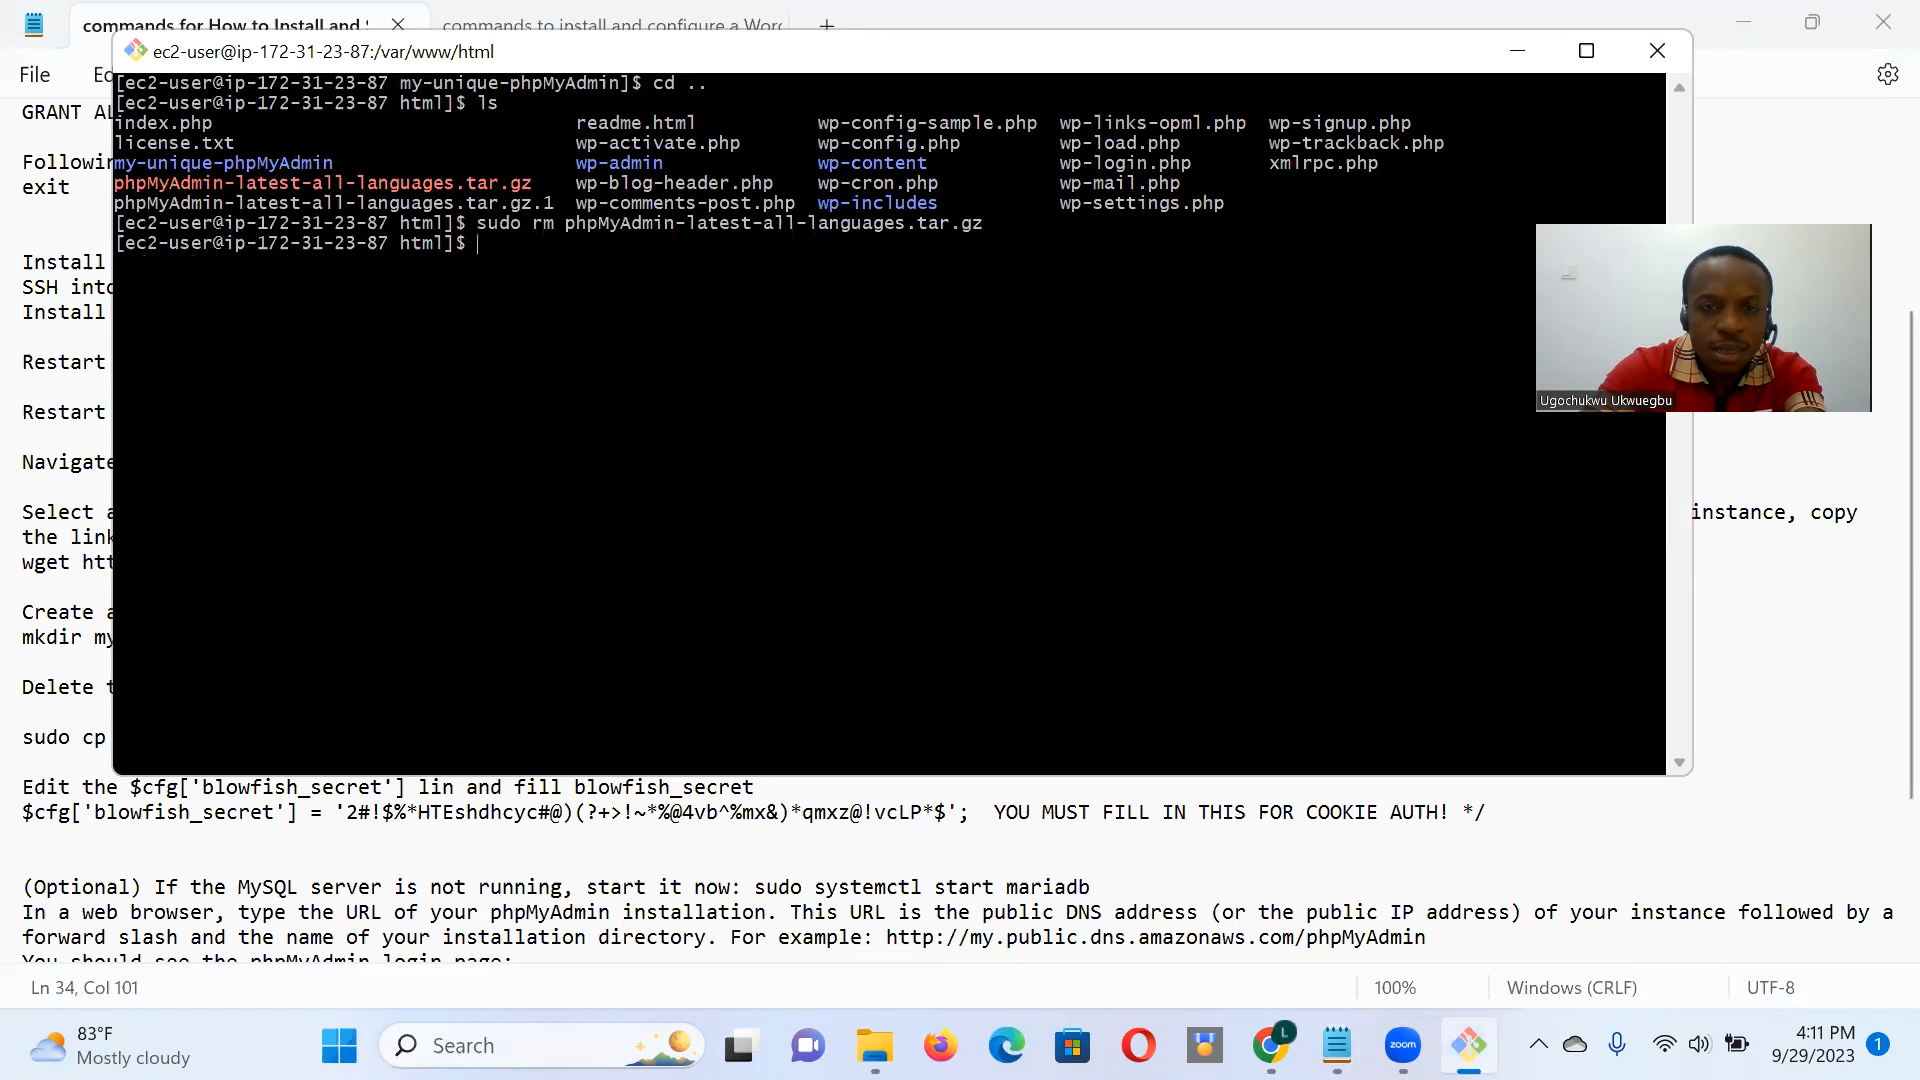 commands for How to Install and S
commands to install and configure a Word
ec2-user@ip-172-31-23-87:/var/www/html
File
Ec
[ec2-user@ip-172-31-23-87 my-unique-phpMyAdmin]$ cd ..
[ec2-user@ip-172-31-23-87 html]$ ls
index.php readme.html wp-config-sample.php wp-links-opml.php wp-signup.php
license.txt wp-activate.php wp-config.php wp-load.php wp-trackback.php
my-unique-phpMyAdmin wp-admin wp-content wp-login.php xmlrpc.php
phpMyAdmin-latest-all-languages.tar.gz wp-blog-header.php wp-cron.php wp-mail.php
phpMyAdmin-latest-all-languages.tar.gz.1 wp-comments-post.php wp-includes wp-settings.php
[ec2-user@ip-172-31-23-87 html]$ sudo rm phpMyAdmin-latest-all-languages.tar.gz
[ec2-user@ip-172-31-23-87 html]$
Ugochukwu Ukwuegbu
GRANT AL
Followin
exit
Install
SSH into
Install
Restart
Restart
Navigate
Select a
instance, copy
the link
wget htt
Create a
mkdir my
Delete t
sudo cp
Edit the $cfg['blowfish_secret'] lin and fill blowfish_secret
$cfg['blowfish_secret'] = '2#!$%*HTEshdhcyc#@)(?+>!~*%@4vb^%mx&)*qmxz@!vcLP*$'; YOU MUST FILL IN THIS FOR COOKIE AUTH! */
(Optional) If the MySQL server is not running, start it now: sudo systemctl start mariadb
In a web browser, type the URL of your phpMyAdmin installation. This URL is the public DNS address (or the public IP address) of your instance followed by a
forward slash and the name of your installation directory. For example: http://my.public.dns.amazonaws.com/phpMyAdmin
You should see the phpMyAdmin login page:
Ln 34, Col 101
100%
Windows (CRLF)
UTF-8
83°F
Mostly cloudy
Search
zoom
L
4:11 PM
9/29/2023
1